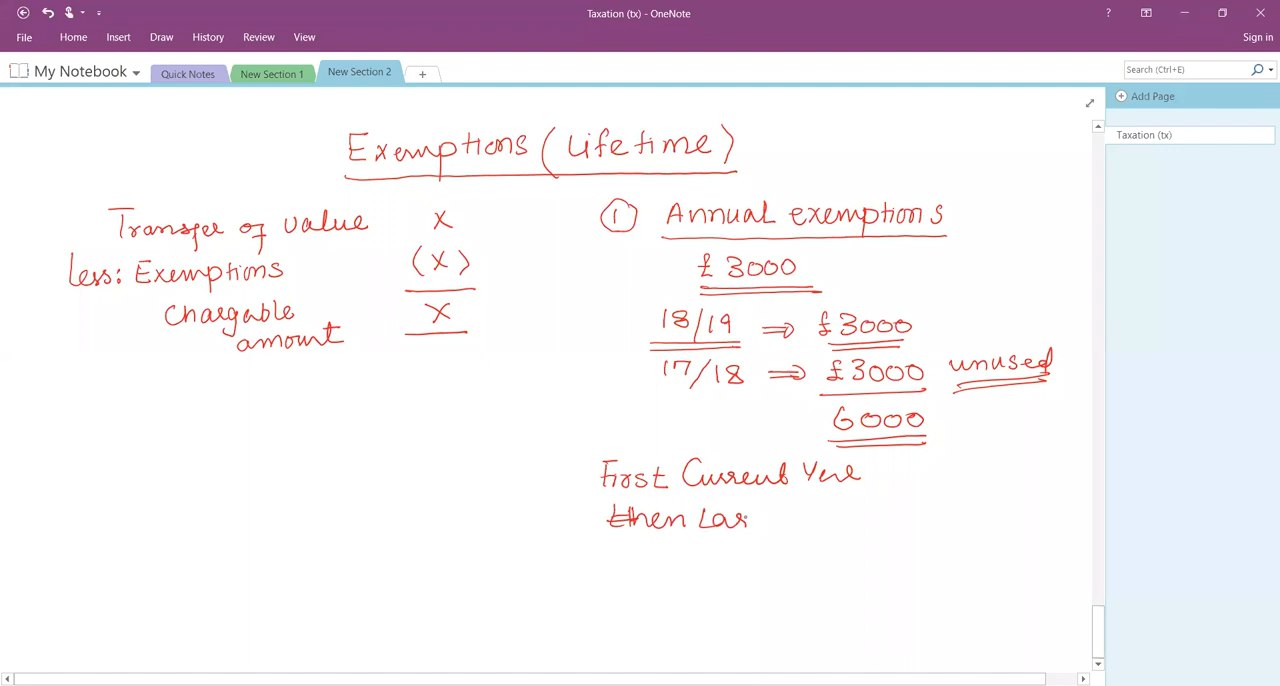 Taxation (tx) - OneNote
?
File
Home
Insert
Draw
History
Review
View
Sign in
My Notebook
Quick Notes
New Section 1
New Section 2
+
Search (Ctrl+E)
Add Page
Taxation (tx)
Exemptions (Lifetime)
Transfer of value X
less: Exemptions (X)
Chargable
amount X
① Annual exemptions
£3000
18/19 ⇒ £3000
17/18 ⇒ £3000 unused
6000
First Current Year
then Las